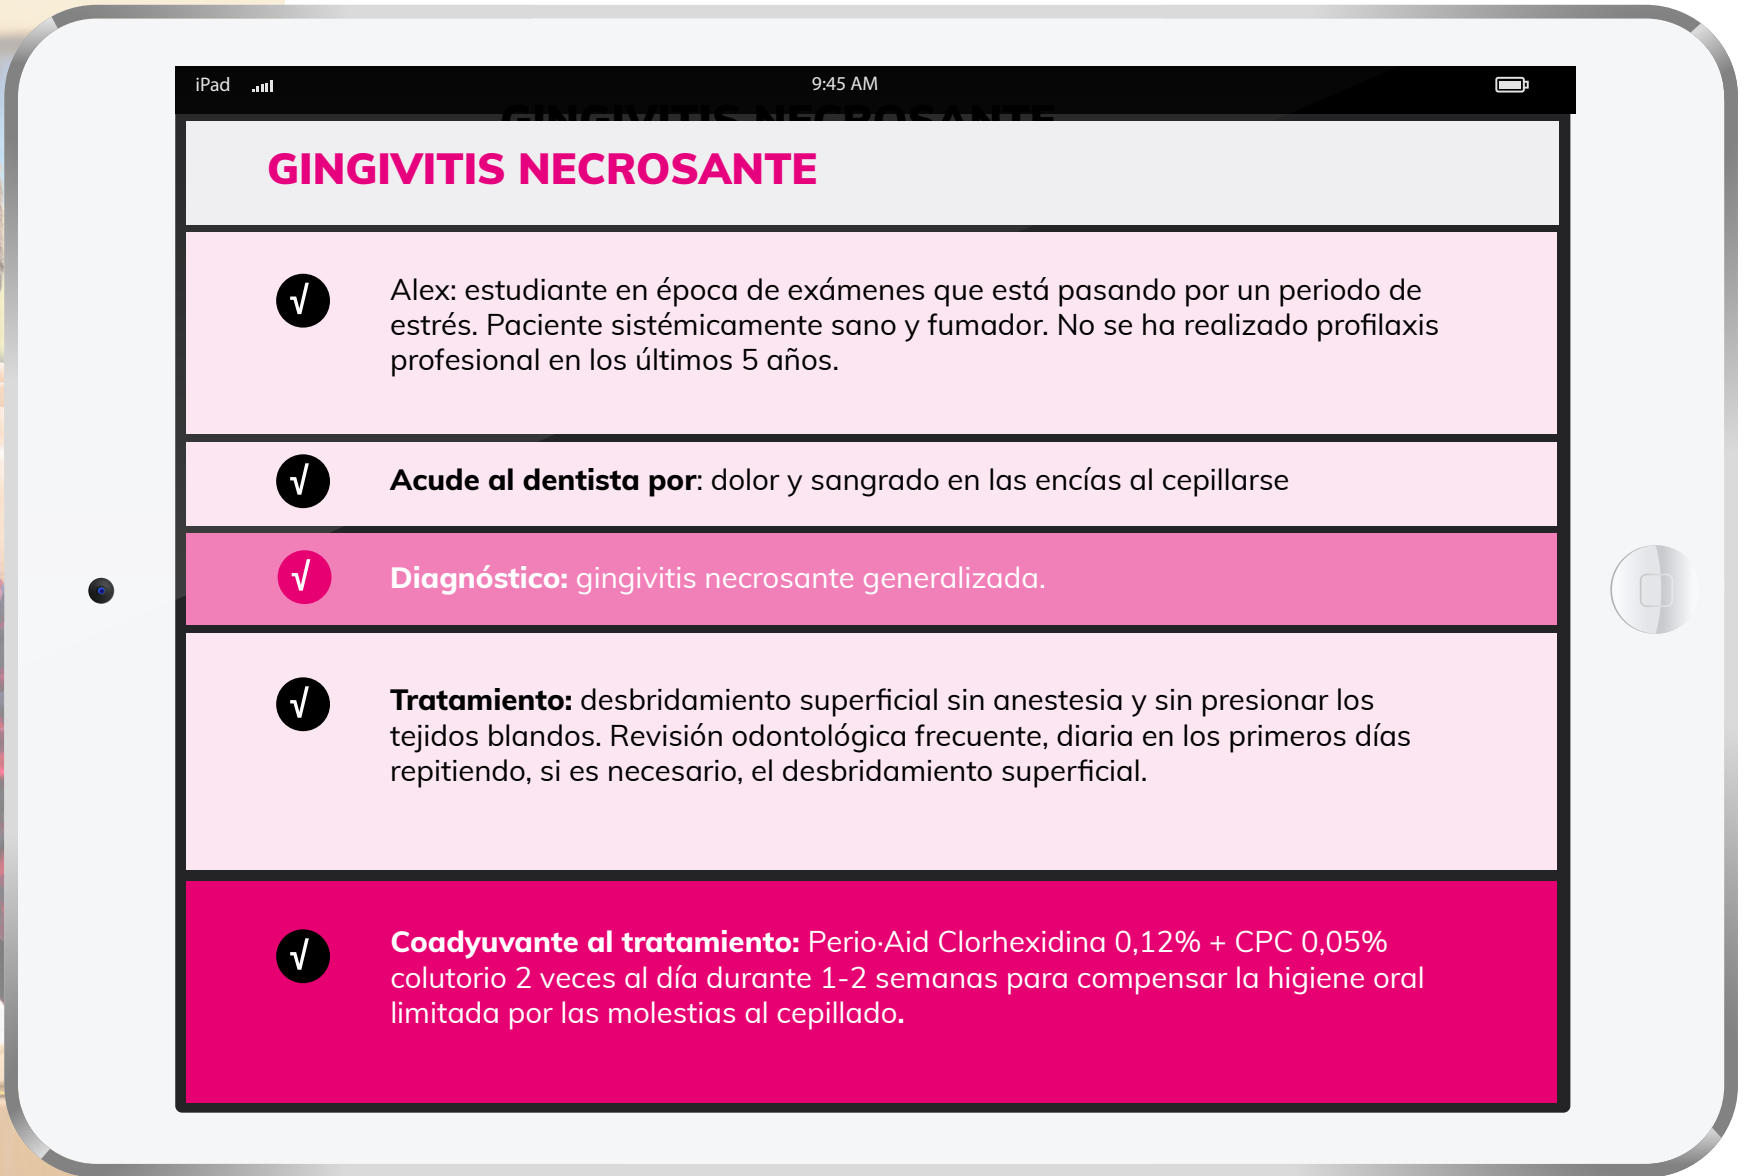 iPad
9:45 AM
GINGIVITIS NECROSANTE
GINGIVITIS NECROSANTE
√
Alex: estudiante en época de exámenes que está pasando por un periodo de
estrés. Paciente sistémicamente sano y fumador. No se ha realizado profilaxis
profesional en los últimos 5 años.
√
Acude al dentista por: dolor y sangrado en las encías al cepillarse
√
Diagnóstico: gingivitis necrosante generalizada.
√
Tratamiento: desbridamiento superficial sin anestesia y sin presionar los
tejidos blandos. Revisión odontológica frecuente, diaria en los primeros días
repitiendo, si es necesario, el desbridamiento superficial.
√
Coadyuvante al tratamiento: Perio·Aid Clorhexidina 0,12% + CPC 0,05%
colutorio 2 veces al día durante 1-2 semanas para compensar la higiene oral
limitada por las molestias al cepillado.